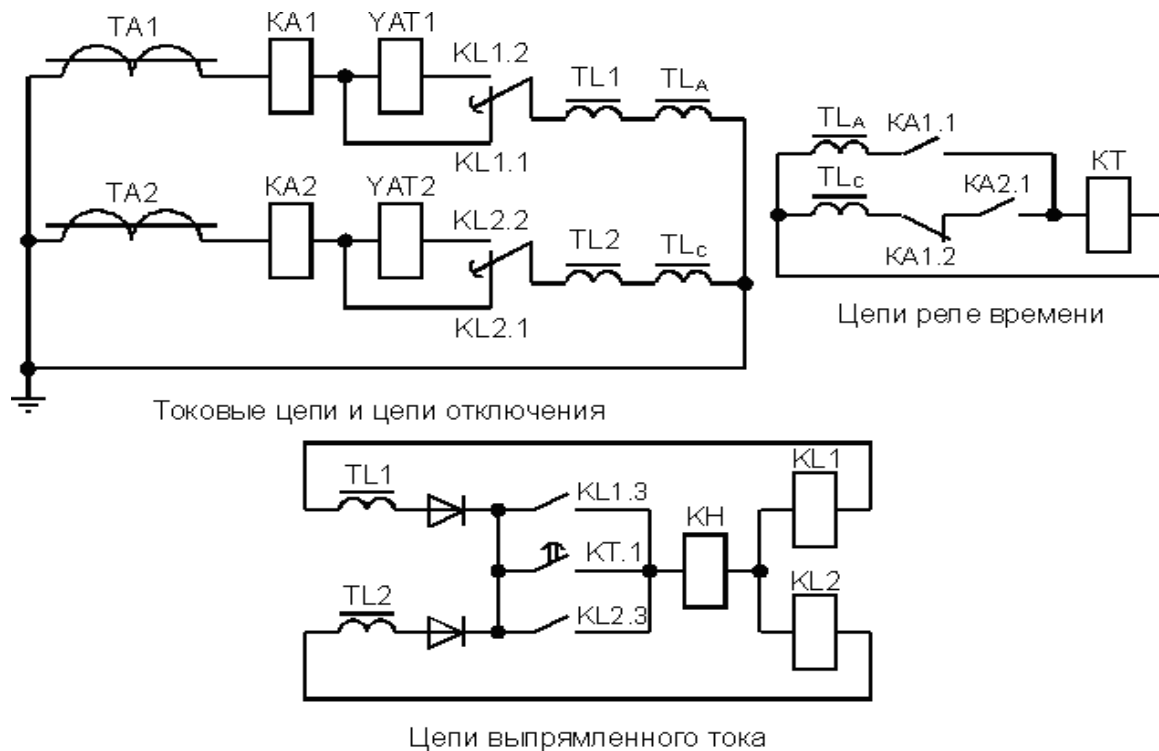 TA1
KA1
YAT1
KL1.2
TL1
TLA
KL1.1
TA2
KA2
YAT2
KL2.2
TL2
TLC
KL2.1
Токовые цепи и цепи отключения
TLA
KA1.1
KT
TLC
KA2.1
KA1.2
Цепи реле времени
TL1
KL1.3
KH
KL1
KT.1
TL2
KL2.3
KL2
Цепи выпрямленного тока